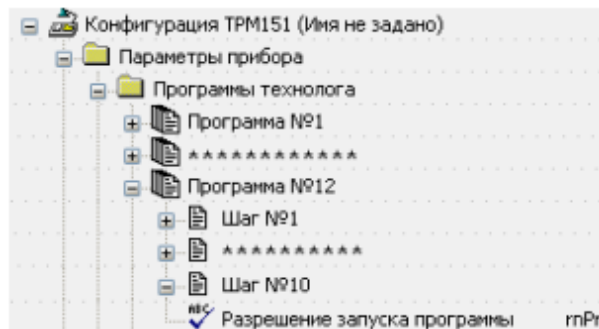 Конфигурация ТРМ151 (Имя не задано)
Параметры прибора
Программы технолога
Программа №1
************
Программа №12
Шаг №1
**********
Шаг №10
Разрешение запуска программы rnPr